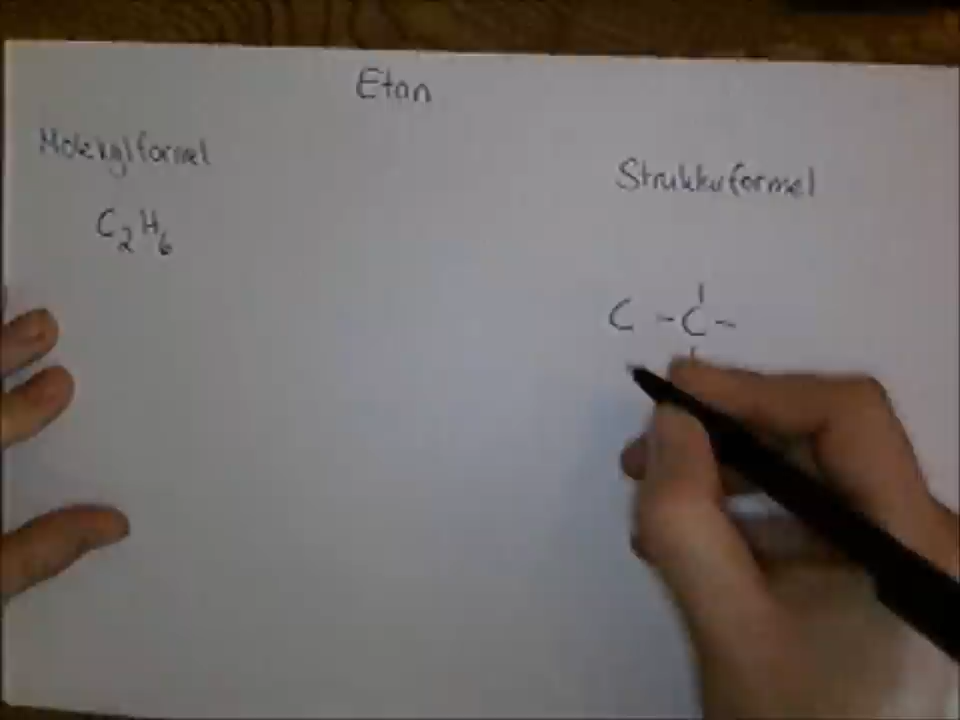 Etan
Molekylformel
Strukturformel
C2H6
C - C -